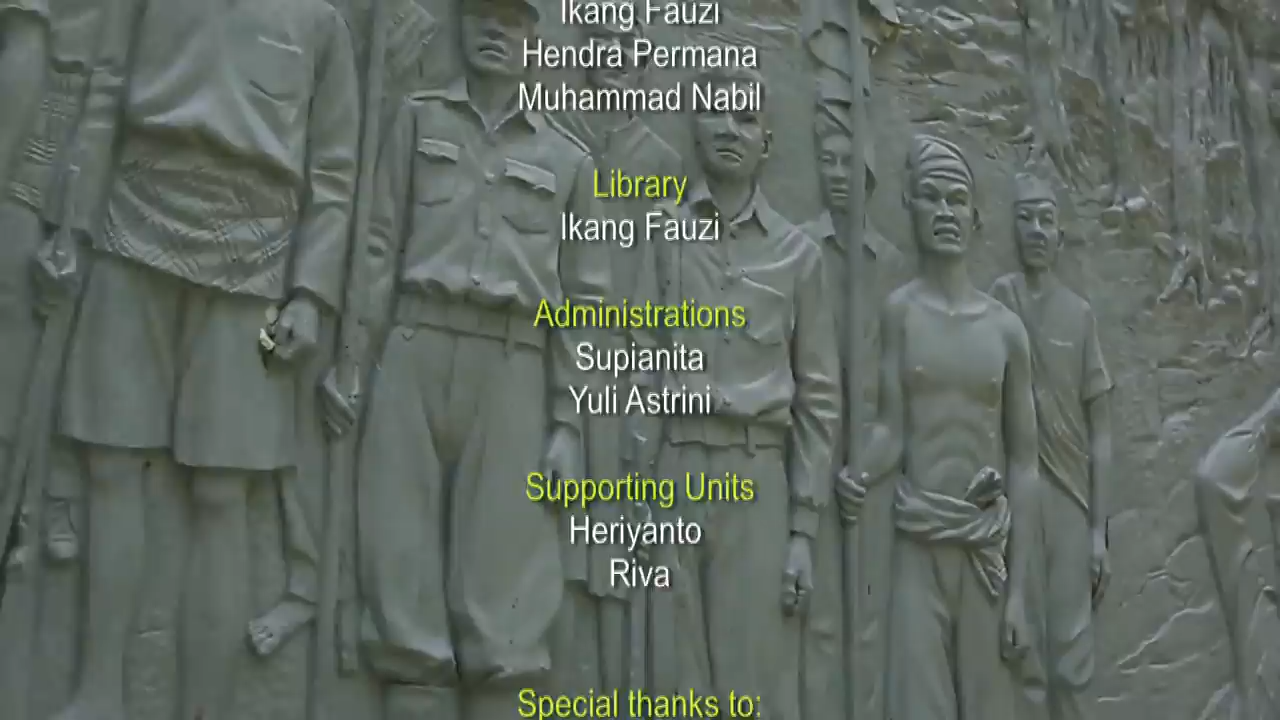 Ikang Fauzi
Hendra Permana
Muhammad Nabil
Library
Ikang Fauzi
Administrations
Supianita
Yuli Astrini
Supporting Units
Heriyanto
Riva
Special thanks to: